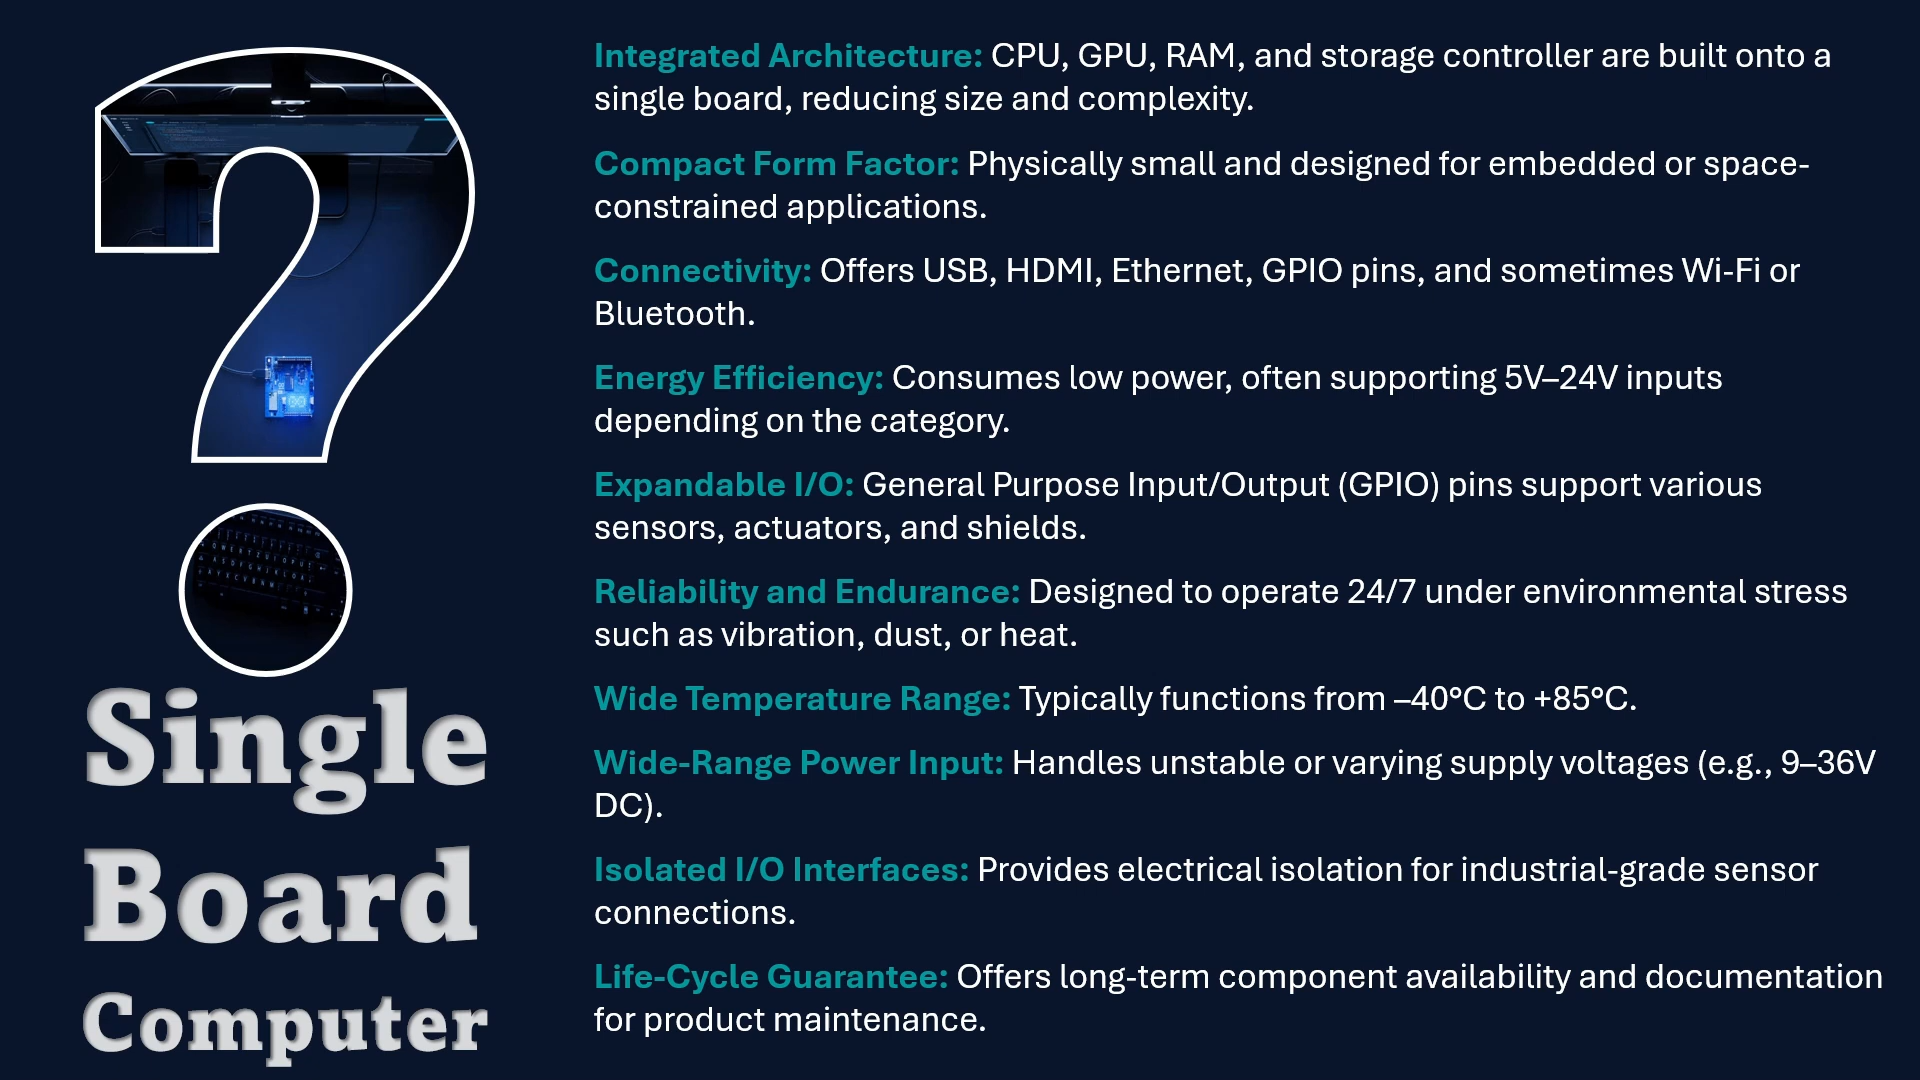 Integrated Architecture: CPU, GPU, RAM, and storage controller are built onto a
single board, reducing size and complexity.
Compact Form Factor: Physically small and designed for embedded or space-
constrained applications.
Connectivity: Offers USB, HDMI, Ethernet, GPIO pins, and sometimes Wi-Fi or
Bluetooth.
Energy Efficiency: Consumes low power, often supporting 5V–24V inputs
depending on the category.
Expandable I/O: General Purpose Input/Output (GPIO) pins support various
sensors, actuators, and shields.
Reliability and Endurance: Designed to operate 24/7 under environmental stress
such as vibration, dust, or heat.
Wide Temperature Range: Typically functions from –40°C to +85°C.
Wide-Range Power Input: Handles unstable or varying supply voltages (e.g., 9–36V
DC).
Isolated I/O Interfaces: Provides electrical isolation for industrial-grade sensor
connections.
Life-Cycle Guarantee: Offers long-term component availability and documentation
for product maintenance.
?
Single
Board
Computer